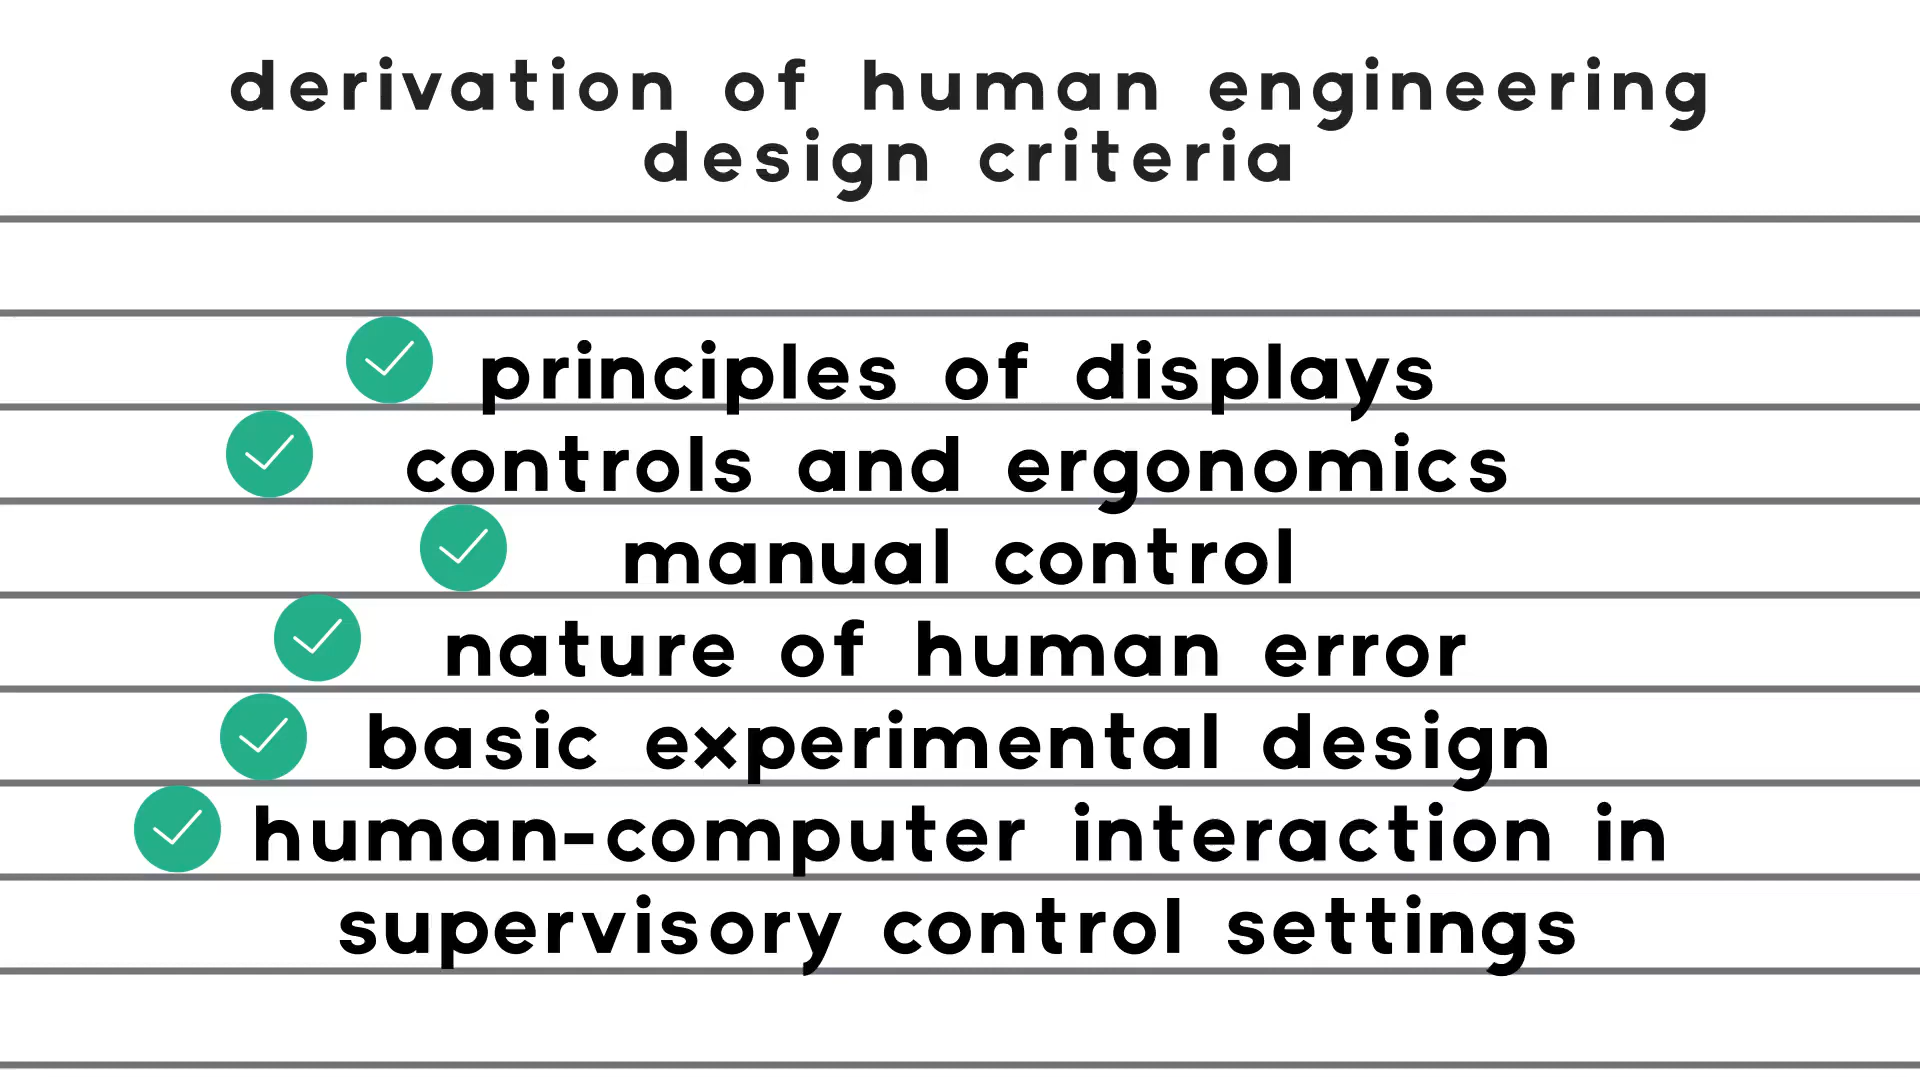 derivation of human engineering
design criteria
principles of displays
controls and ergonomics
manual control
nature of human error
basic experimental design
human-computer interaction in
supervisory control settings